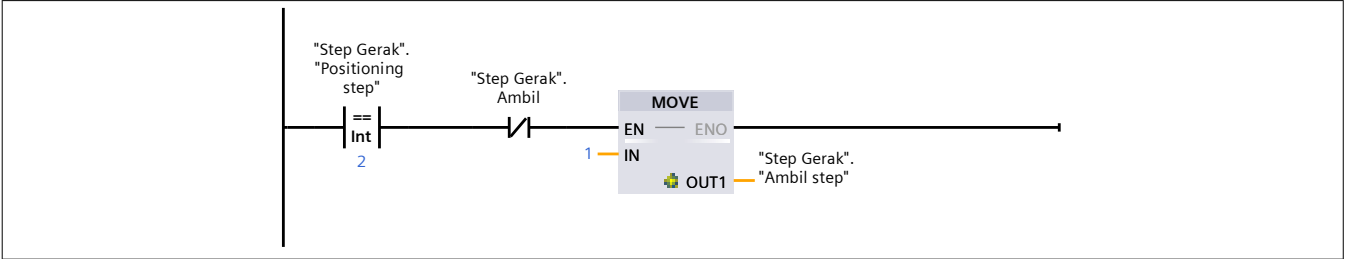 "Step Gerak".
"Positioning
step"
==
Int
2
"Step Gerak".
Ambil
MOVE
EN
ENO
1
IN
OUT1
"Step Gerak".
"Ambil step"